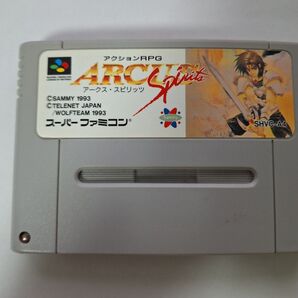 アクションRPG
ARCUS
Spirits
アークス・スピリッツ
©SAMMY 1993
©TELENET JAPAN
/WOLFTEAM 1993
スーパーファミコン